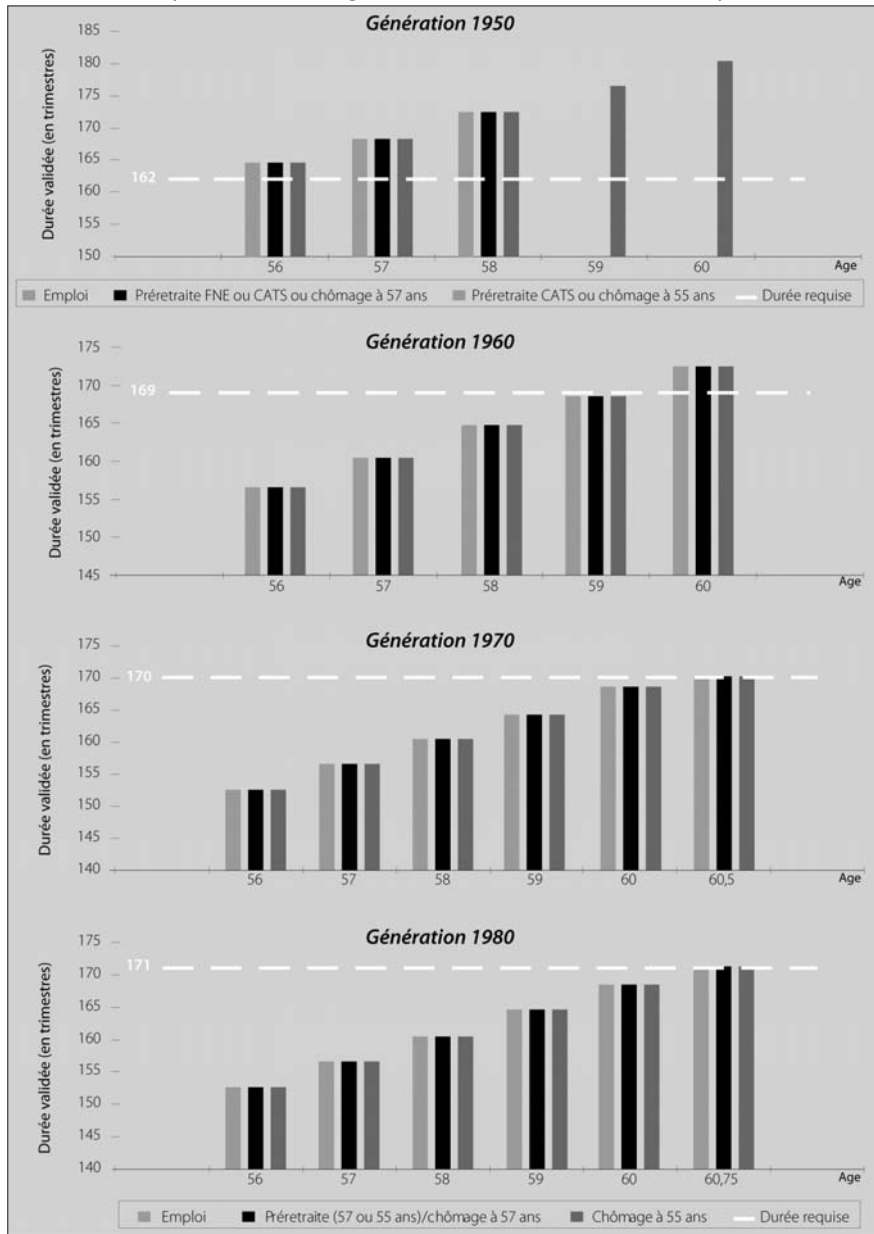 Génération 1950
Durée validée (en trimestres)
185
180
175
170
165
160
155
150
162
56 57 58 59 60 Age
Emploi Préretraite FNE ou CATS ou chômage à 57 ans Préretraite CATS ou chômage à 55 ans Durée requise
Génération 1960
Durée validée (en trimestres)
175
170
165
160
155
150
145
169
56 57 58 59 60 Age
Génération 1970
Durée validée (en trimestres)
175
170
165
160
155
150
145
140
170
56 57 58 59 60 60,5 Age
Génération 1980
Durée validée (en trimestres)
175
170
165
160
155
150
145
140
171
56 57 58 59 60 60,75 Age
Emploi Préretraite (57 ou 55 ans)/chômage à 57 ans Chômage à 55 ans Durée requise